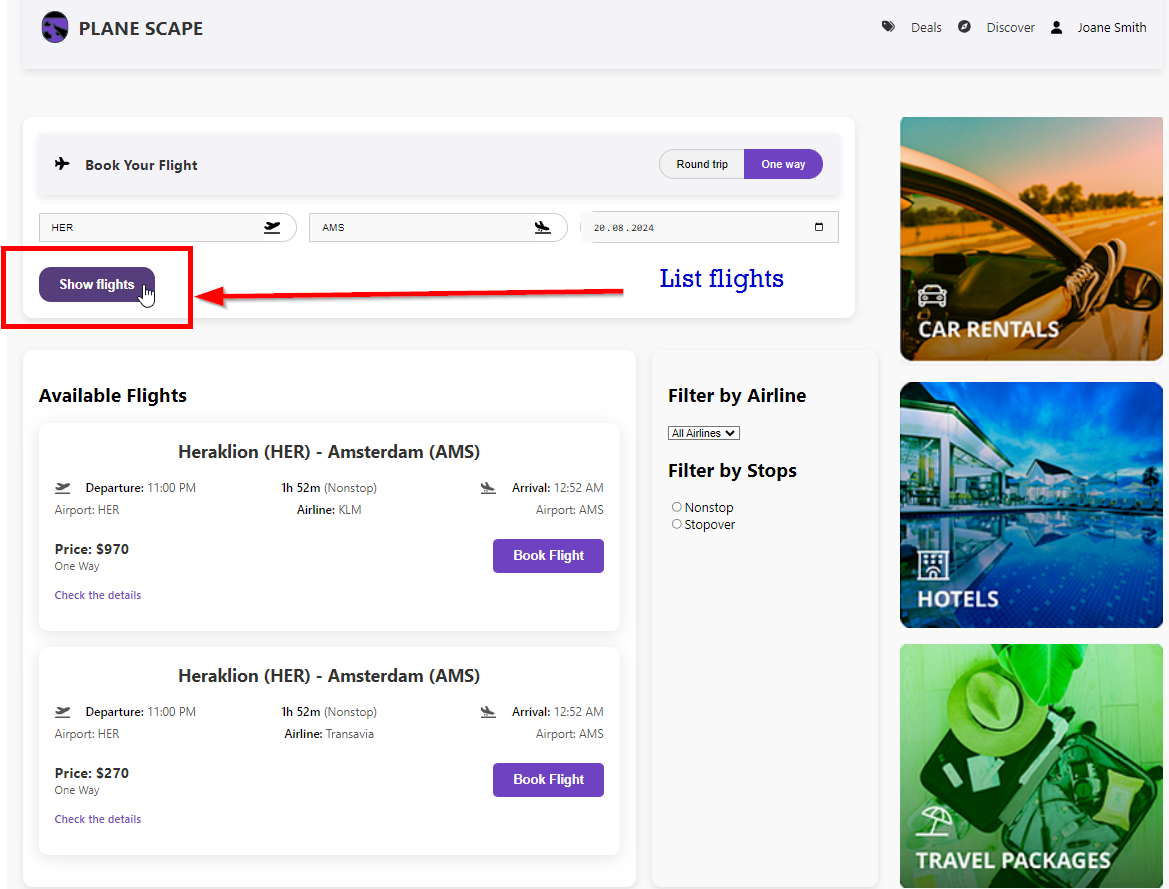 PLANE SCAPE
Deals Discover Joane Smith
Book Your Flight
Round trip One way
HER AMS 20.08.2024
Show flights
List flights
Available Flights
Heraklion (HER) - Amsterdam (AMS)
Departure: 11:00 PM 1h 52m (Nonstop) Arrival: 12:52 AM
Airport: HER Airline: KLM Airport: AMS
Price: $970
One Way
Book Flight
Check the details
Heraklion (HER) - Amsterdam (AMS)
Departure: 11:00 PM 1h 52m (Nonstop) Arrival: 12:52 AM
Airport: HER Airline: Transavia Airport: AMS
Price: $270
One Way
Book Flight
Check the details
Filter by Airline
All Airlines
Filter by Stops
Nonstop
Stopover
CAR RENTALS
HOTELS
TRAVEL PACKAGES